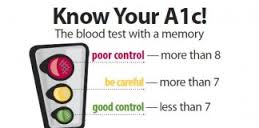 Know Your A1c!
The blood test with a memory
poor control — more than 8
be careful — more than 7
good control — less than 7